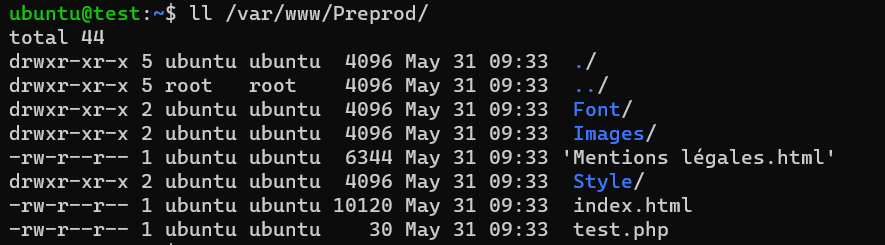 ubuntu@test:~$ ll /var/www/Preprod/
total 44
drwxr-xr-x 5 ubuntu ubuntu  4096 May 31 09:33  ./
drwxr-xr-x 5 root   root    4096 May 31 09:33  ../
drwxr-xr-x 2 ubuntu ubuntu  4096 May 31 09:33  Font/
drwxr-xr-x 2 ubuntu ubuntu  4096 May 31 09:33  Images/
-rw-r--r-- 1 ubuntu ubuntu  6344 May 31 09:33 'Mentions légales.html'
drwxr-xr-x 2 ubuntu ubuntu  4096 May 31 09:33  Style/
-rw-r--r-- 1 ubuntu ubuntu 10120 May 31 09:33  index.html
-rw-r--r-- 1 ubuntu ubuntu    30 May 31 09:33  test.php